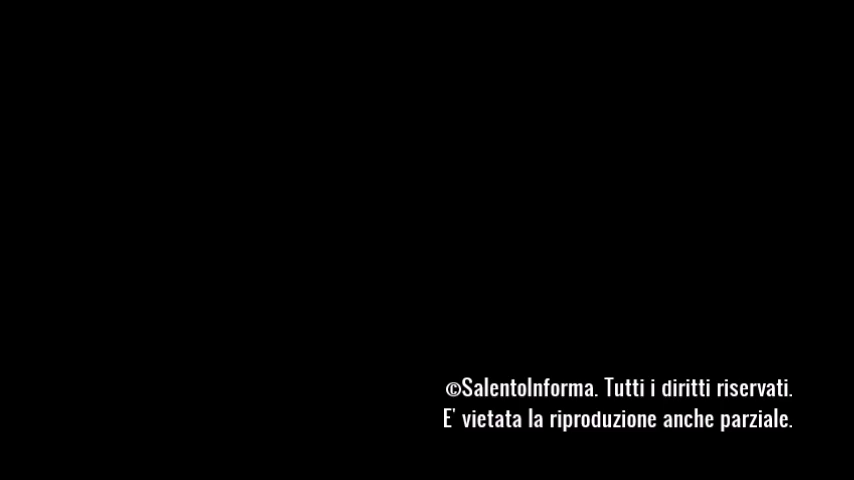 ©SalentoInforma. Tutti i diritti riservati.
E' vietata la riproduzione anche parziale.